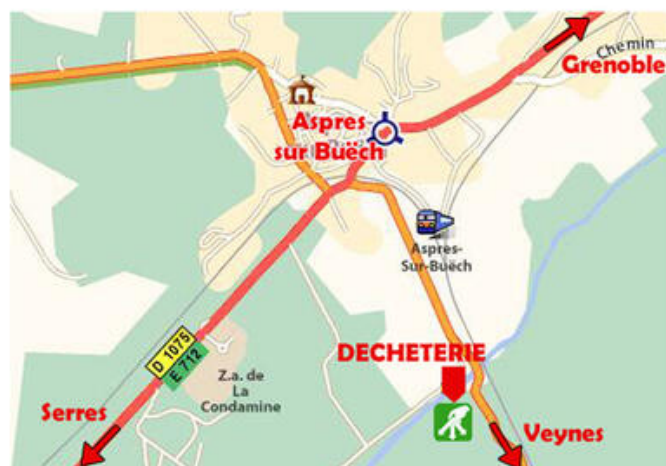 Chemin
Grenoble
Aspres
sur Buëch
Aspres-
Sur-Buëch
D 1075
E 712
DECHETERIE
Z.a. de
La
Condamine
Serres
Veynes